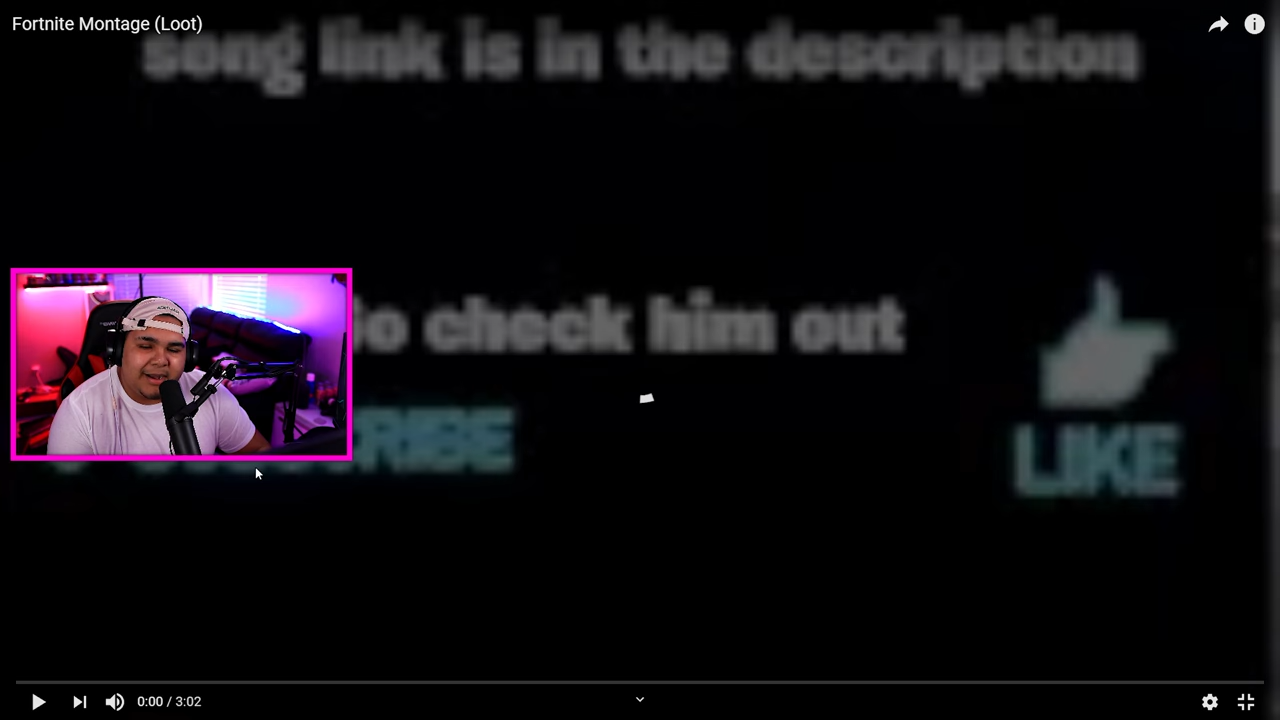 Fortnite Montage (Loot)
song link is in the description
check him out
LIKE
0:00 / 3:02